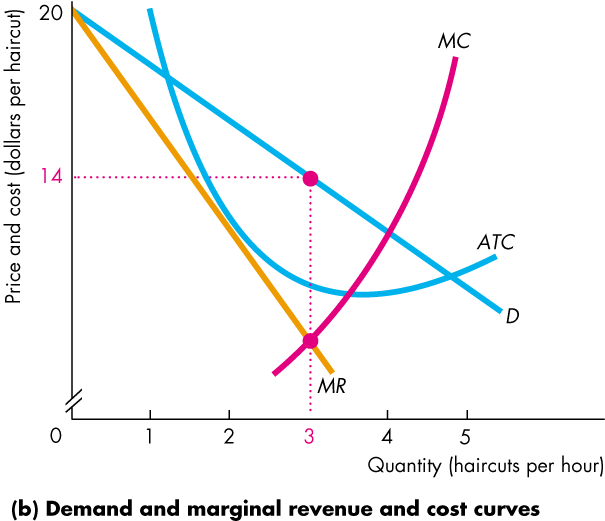 20
MC
14
Price and cost (dollars per haircut)
ATC
D
MR
0 1 2 3 4 5
Quantity (haircuts per hour)
(b) Demand and marginal revenue and cost curves